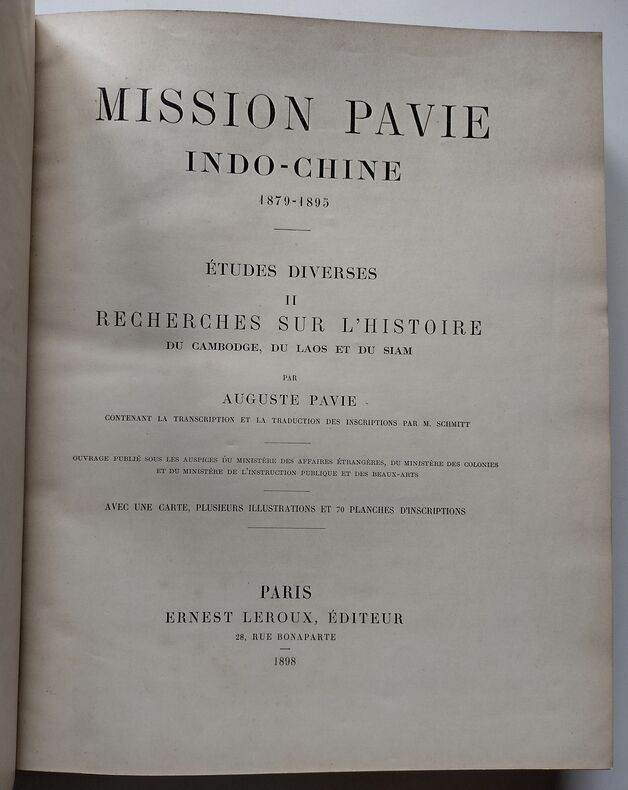 MISSION PAVIE
INDO-CHINE
1879-1895
ÉTUDES DIVERSES
II
RECHERCHES SUR L'HISTOIRE
DU CAMBODGE, DU LAOS ET DU SIAM
PAR
AUGUSTE PAVIE
CONTENANT LA TRANSCRIPTION ET LA TRADUCTION DES INSCRIPTIONS PAR M. SCHMITT
OUVRAGE PUBLIÉ SOUS LES AUSPICES DU MINISTÈRE DES AFFAIRES ÉTRANGÈRES, DU MINISTÈRE DES COLONIES
ET DU MINISTÈRE DE L'INSTRUCTION PUBLIQUE ET DES BEAUX-ARTS
AVEC UNE CARTE, PLUSIEURS ILLUSTRATIONS ET 70 PLANCHES D'INSCRIPTIONS
PARIS
ERNEST LEROUX, ÉDITEUR
28, RUE BONAPARTE
1898